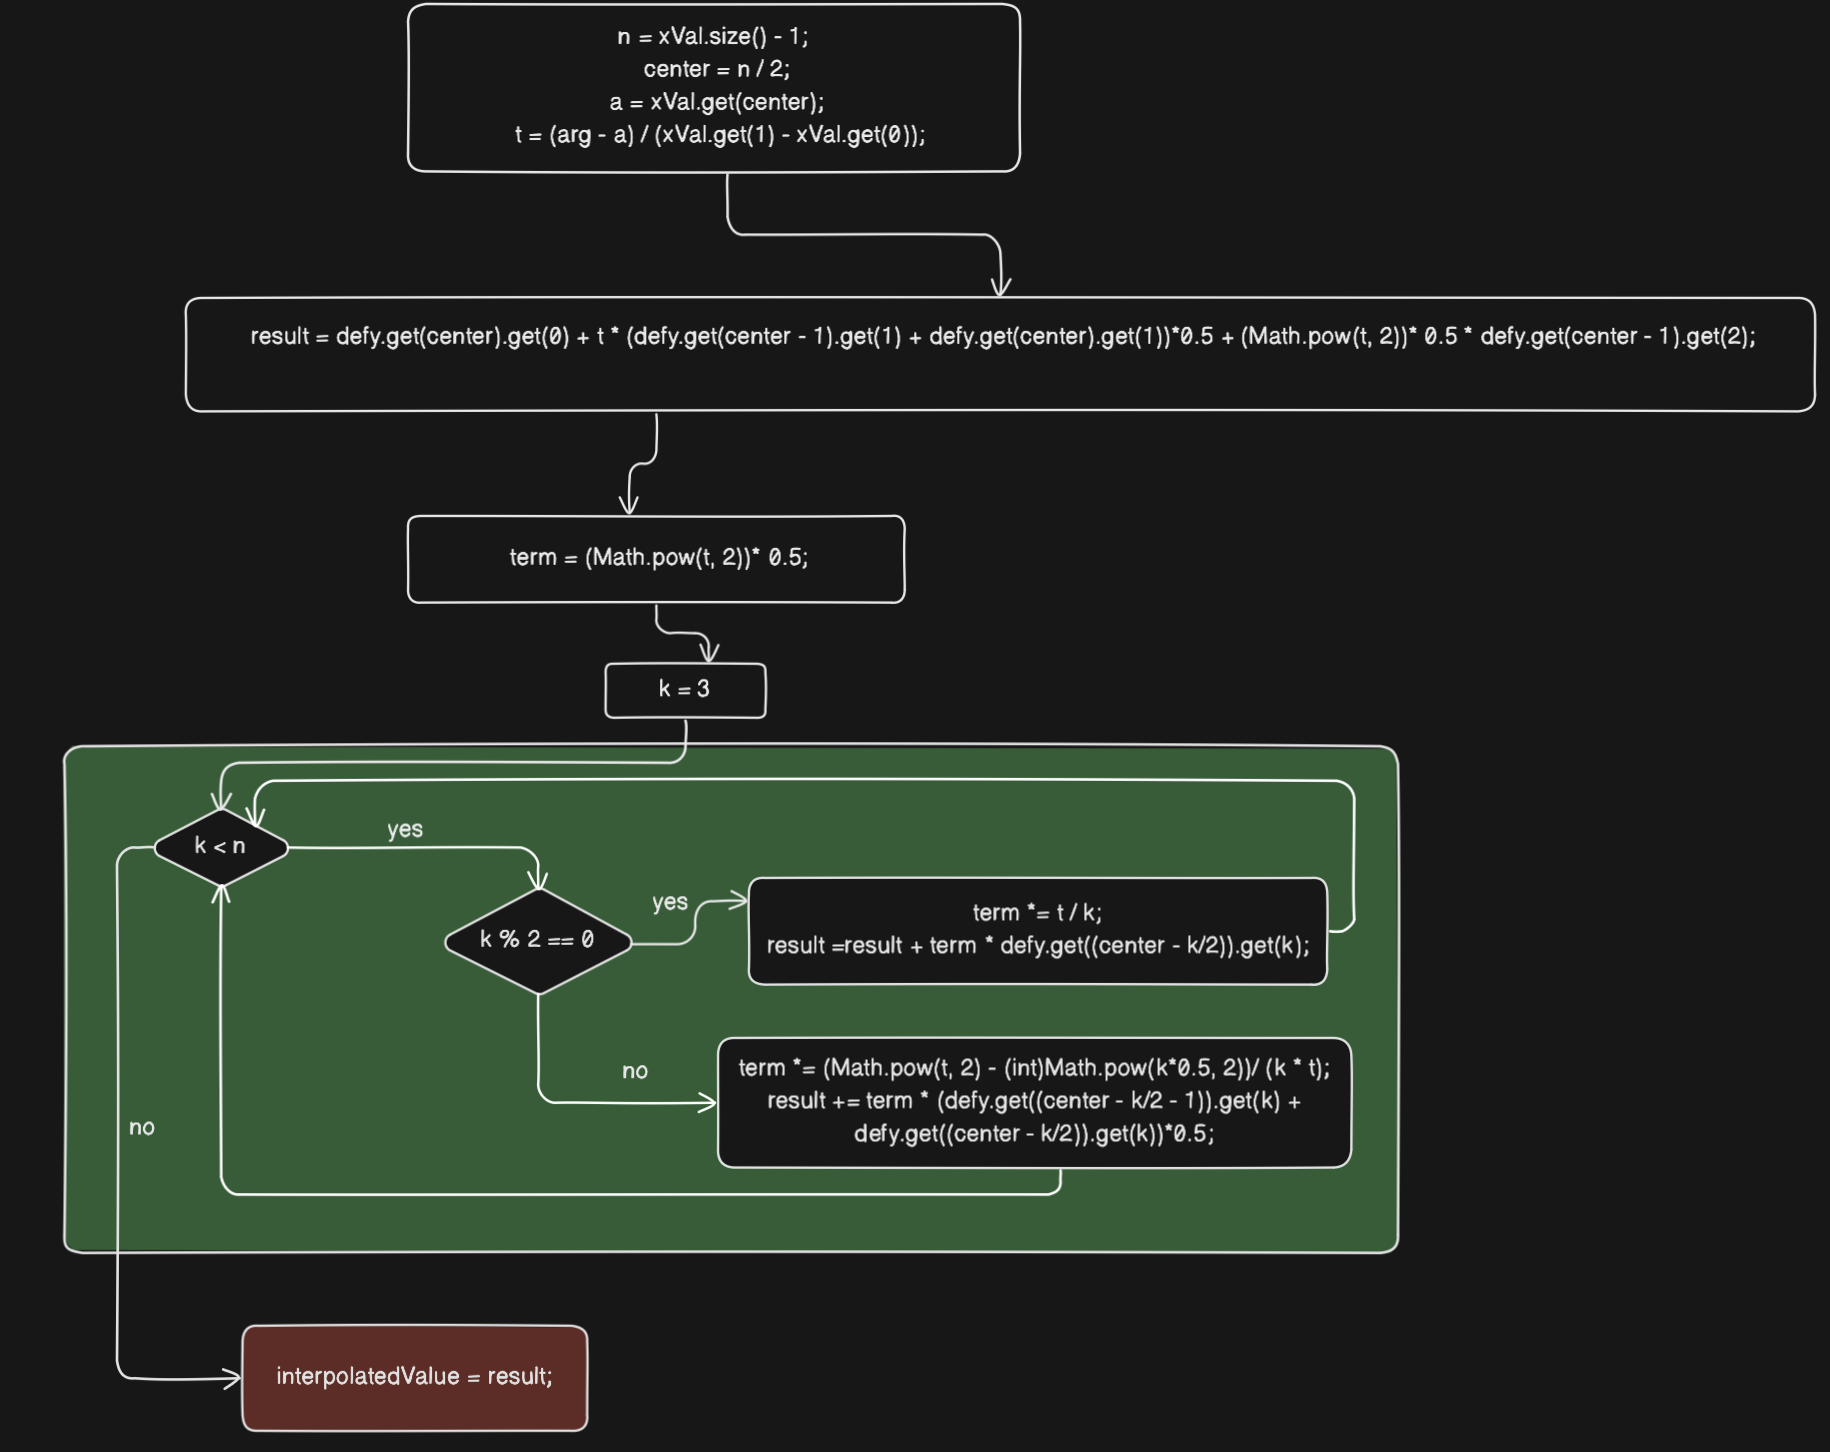 n = xVal.size() - 1;
center = n / 2;
a = xVal.get(center);
t = (arg - a) / (xVal.get(1) - xVal.get(0));
result = defy.get(center).get(0) + t * (defy.get(center - 1).get(1) + defy.get(center).get(1))*0.5 + (Math.pow(t, 2))* 0.5 * defy.get(center - 1).get(2);
term = (Math.pow(t, 2))* 0.5;
k = 3
k < n
yes
k % 2 == 0
yes
term *= t / k;
result =result + term * defy.get((center - k/2)).get(k);
no
term *= (Math.pow(t, 2) - (int)Math.pow(k*0.5, 2))/ (k * t);
result += term * (defy.get((center - k/2 - 1)).get(k) +
defy.get((center - k/2)).get(k))*0.5;
no
interpolatedValue = result;